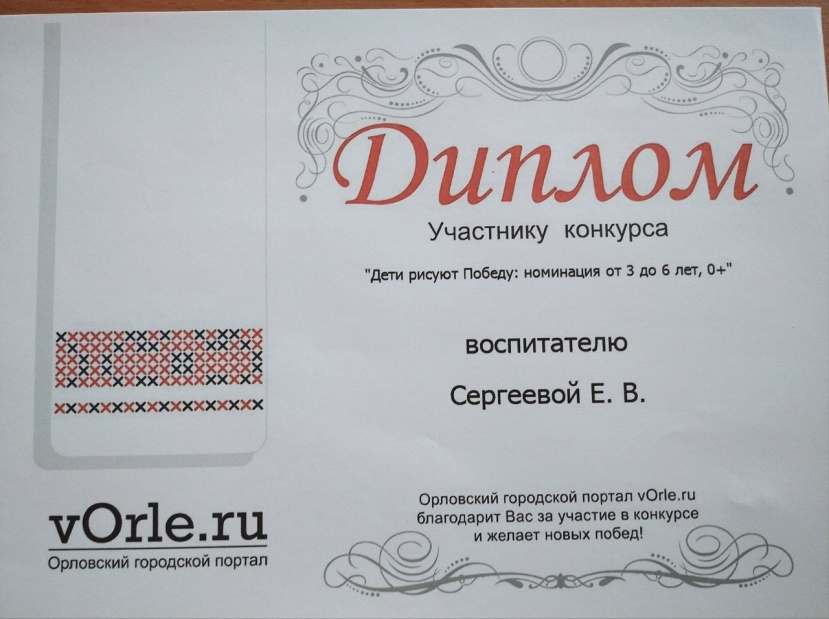 Диплом
Участнику конкурса
"Дети рисуют Победу: номинация от 3 до 6 лет, 0+"
воспитателю
Сергеевой Е. В.
Орловский городской портал vOrle.ru
благодарит Вас за участие в конкурсе
и желает новых побед!
vOrle.ru
Орловский городской портал